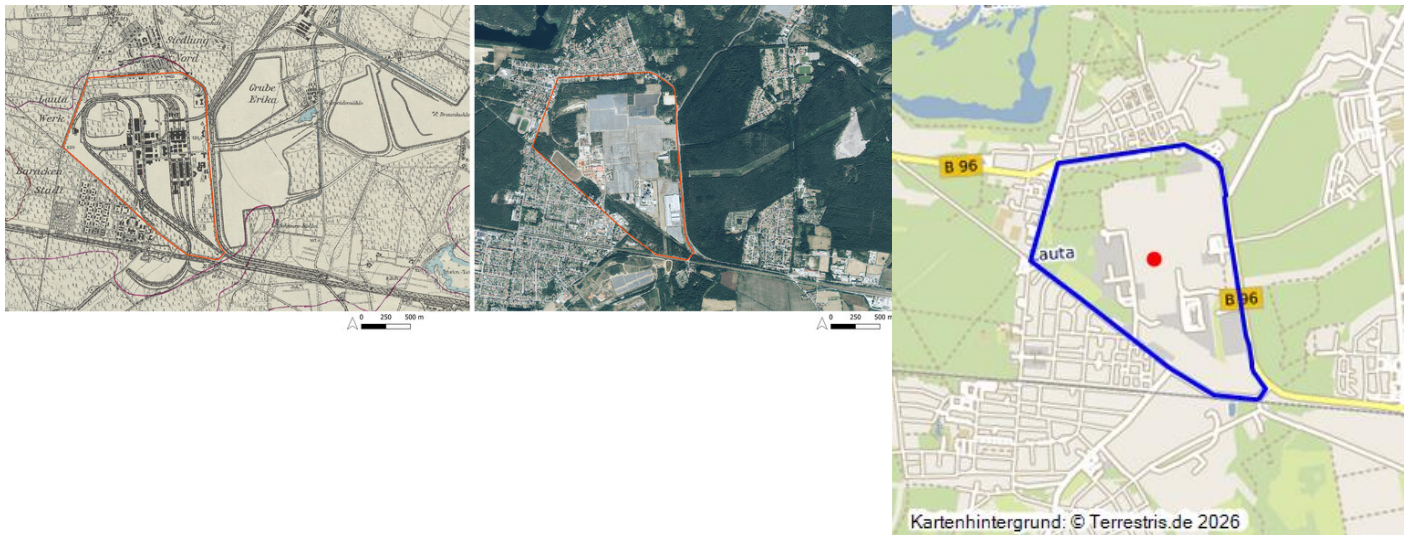 Siedlung
Nord
Lauta
Werk
Grube
Erika
Baracken
Stadt
0 250 500 m
0 250 500 m
B 96
Lauta
B 96
Kartenhintergrund: © Terrestris.de 2026